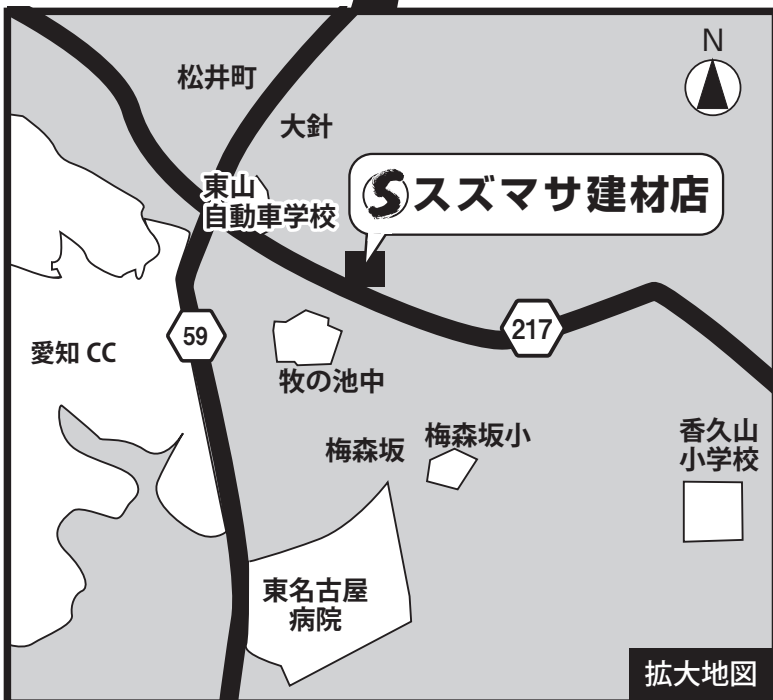 N
松井町
大針
東山
自動車学校
Sスズマサ建材店
59
217
愛知 CC
牧の池中
梅森坂
梅森坂小
香久山
小学校
東名古屋
病院
拡大地図